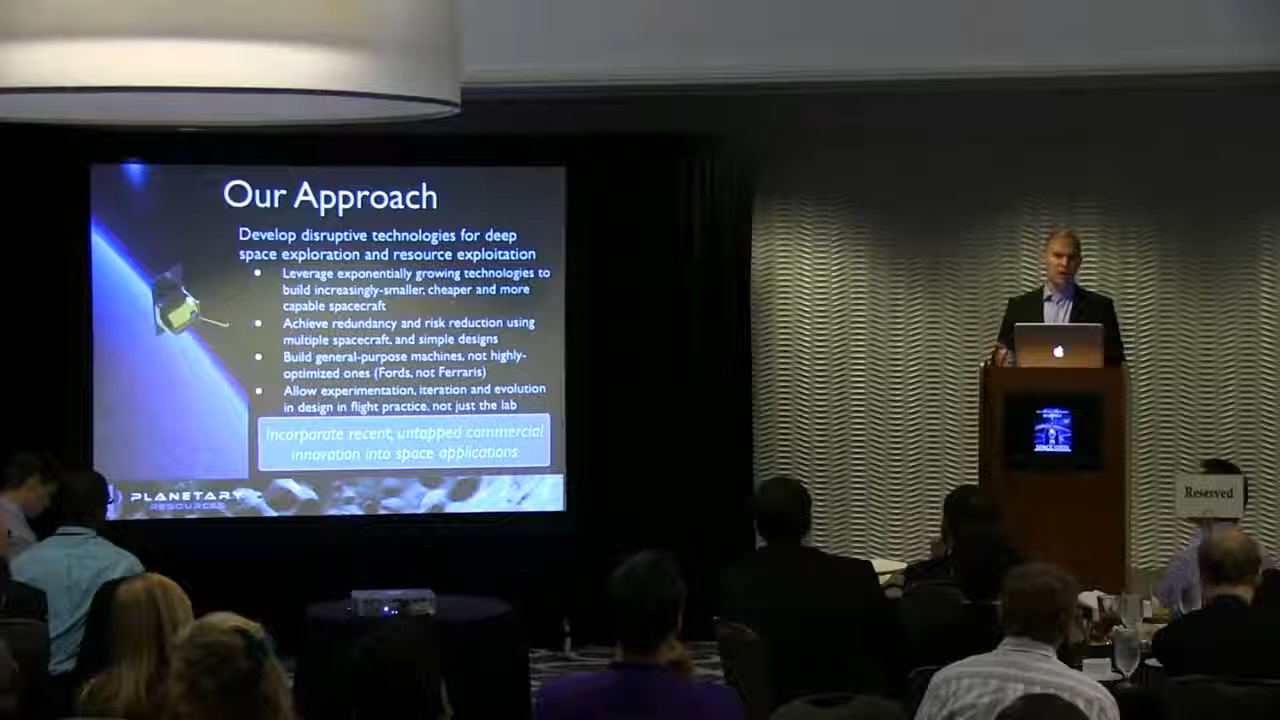 Our Approach
Develop disruptive technologies for deep
space exploration and resource exploitation
• Leverage exponentially growing technologies to
build increasingly-smaller, cheaper and more
capable spacecraft
• Achieve redundancy and risk reduction using
multiple spacecraft, and simple designs
• Build general-purpose machines, not highly-
optimized ones (Fords, not Ferraris)
• Allow experimentation, iteration and evolution
in design in flight practice, not just the lab
Incorporate recent, untapped commercial
innovation into space applications
PLANETARY
RESOURCES
Reserved